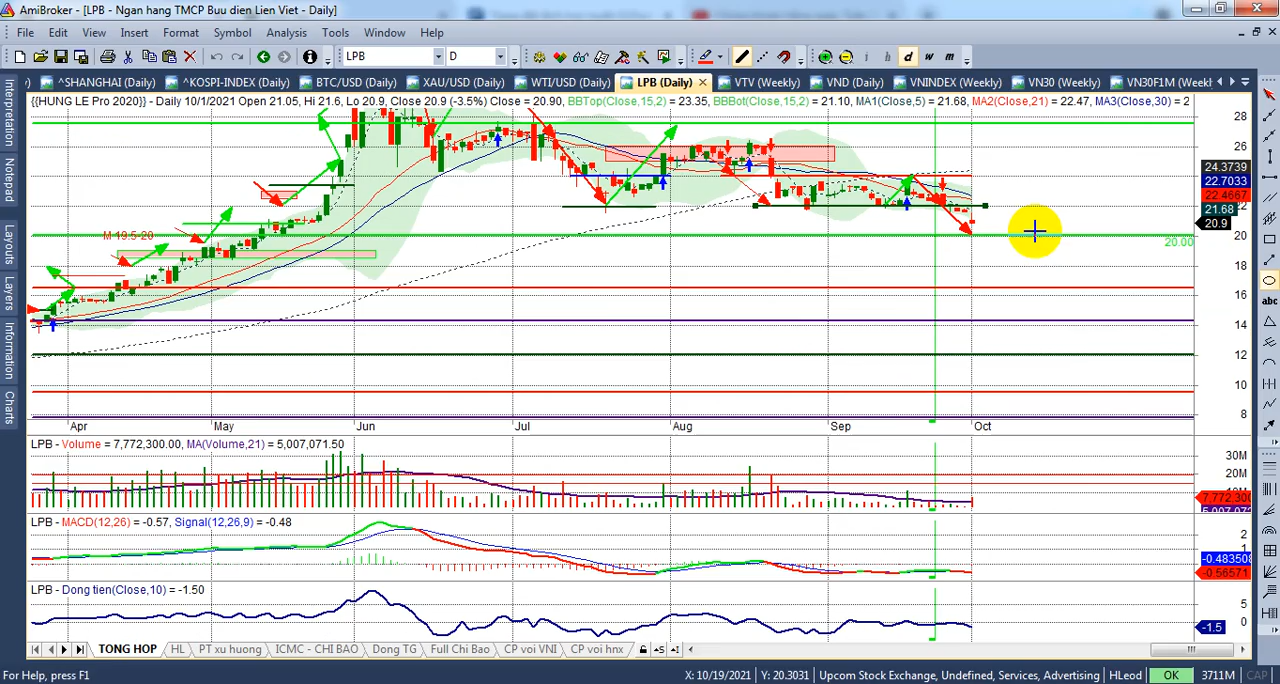 AmiBroker - [LPB - Ngan hang TMCP Buu dien Lien Viet - Daily]
File Edit View Insert Format Symbol Analysis Tools Window Help
LPB D h d w m
^SHANGHAI (Daily) ^KOSPI-INDEX (Daily) BTC/USD (Daily) XAU/USD (Daily) WTI/USD (Daily) LPB (Daily) VTV (Weekly) VND (Daily) VNINDEX (Weekly) VN30 (Weekly) VN30F1M (Weekl
{{HUNG LE Pro 2020}} - Daily 10/1/2021 Open 21.05, Hi 21.6, Lo 20.9, Close 20.9 (-3.5%) Close = 20.90, BBTop(Close,15,2) = 23.35, BBBot(Close,15,2) = 21.10, MA1(Close,5) = 21.68, MA2(Close,21) = 22.47, MA3(Close,30) = 2
Interpretation
Notepad
Layouts
Layers
Information
Charts
abc
28
26
24.3739
22.7033
22.4667
22
21.68
20.9
20
20.00
18
16
14
12
10
8
M 19.5-20
Apr May Jun Jul Aug Sep Oct
LPB - Volume = 7,772,300.00, MA(Volume,21) = 5,007,071.50
30M
20M
7,772,300
LPB - MACD(12,26) = -0.57, Signal(12,26,9) = -0.48
2
1
-0.483508
-0.56571
LPB - Dong tien(Close,10) = -1.50
5
0
-1.5
TONG HOP HL PT xu huong ICMC - CHI BAO Dong TG Full Chi Bao CP voi VNI CP voi hnx
For Help, press F1 X: 10/19/2021 Y: 20.3031 Upcom Stock Exchange, Undefined, Services, Advertising HLeod OK 3711M CAP